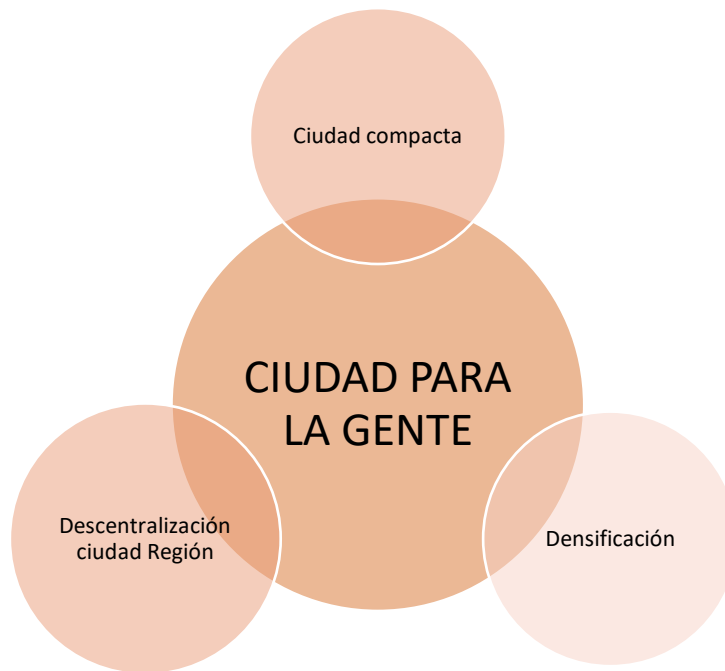 Ciudad compacta
CIUDAD PARA
LA GENTE
Descentralización
ciudad Región
Densificación